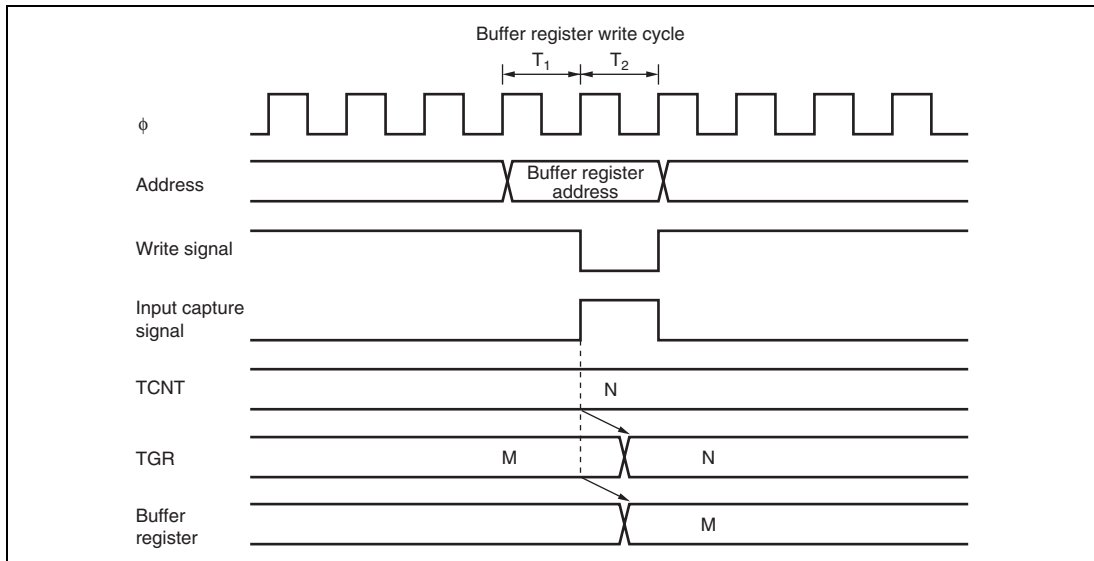 Buffer register write cycle
T1 T2
ϕ
Address
Buffer register
address
Write signal
Input capture
signal
TCNT
N
TGR
M N
Buffer
register
M